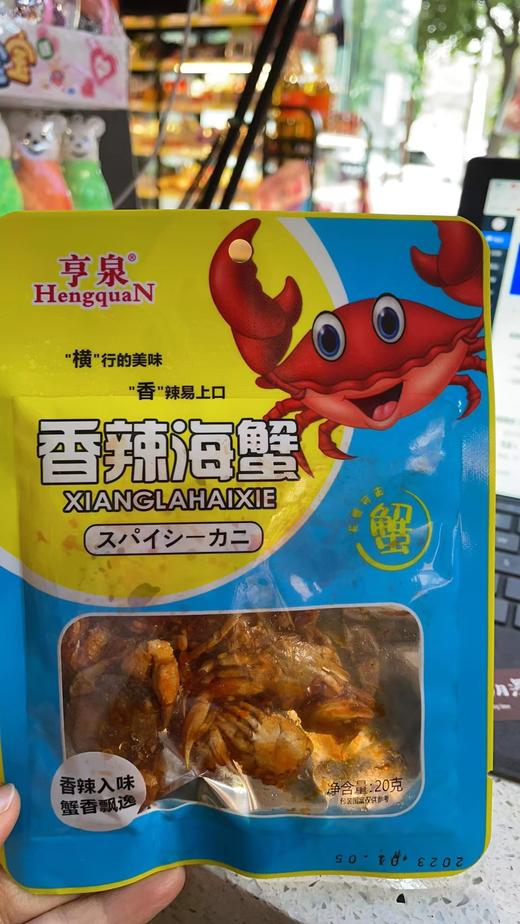 亨泉®
HengquaN
"横"行的美味
"香"辣易上口
香辣海蟹
XIANGLAHAIXIE
スパイシーカニ
蟹
香辣入味
蟹香飘逸
净含量:20克